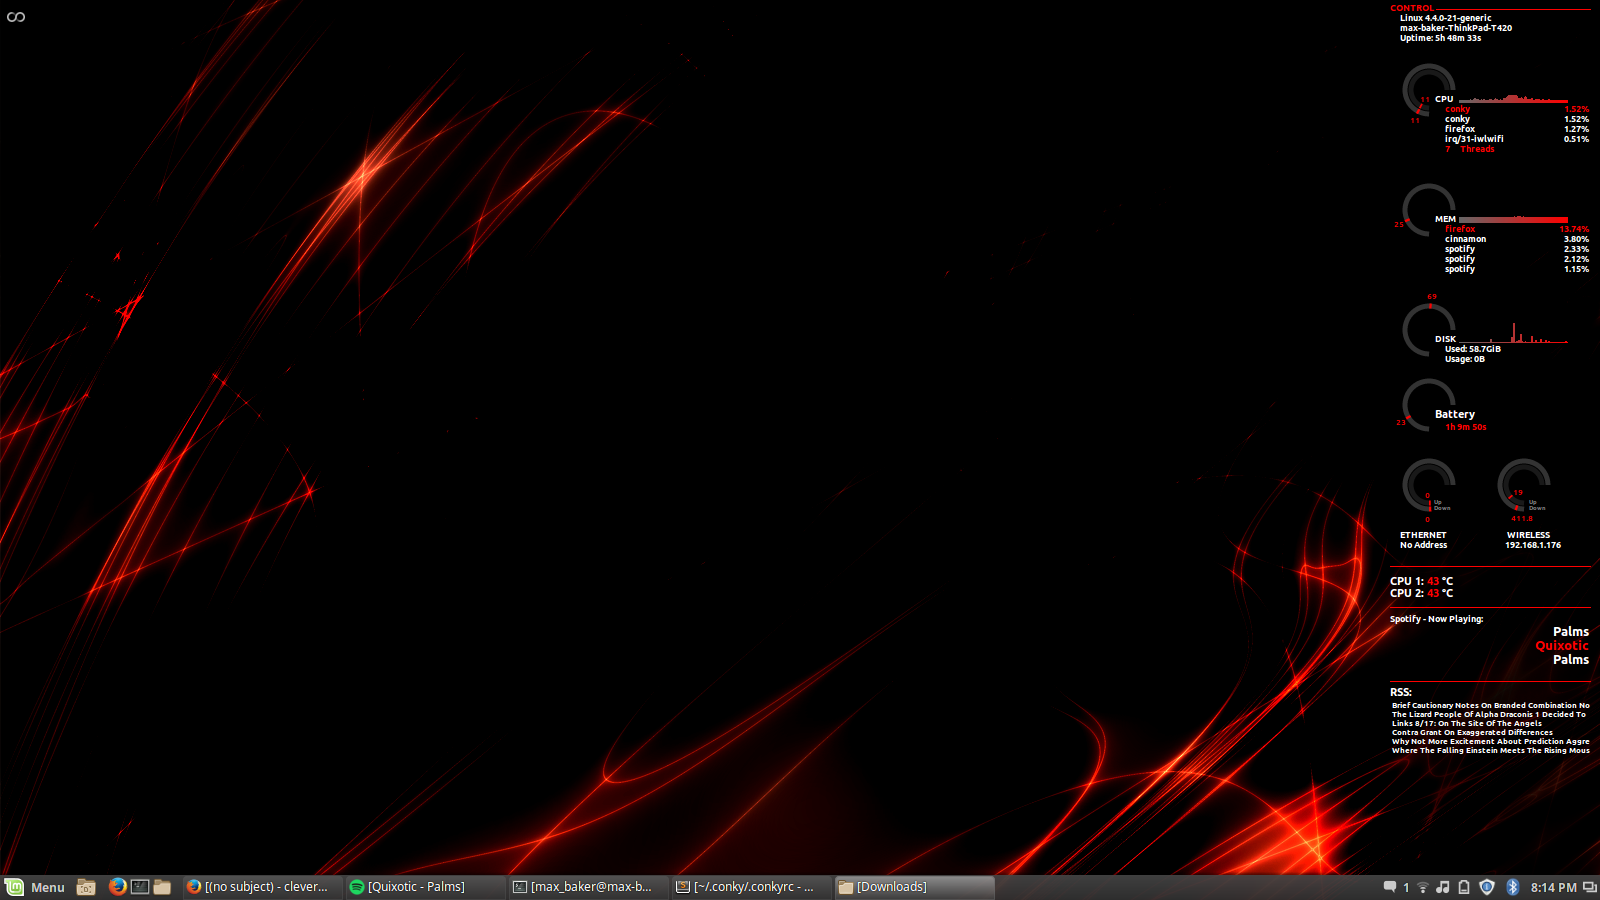 CONTROL
Linux 4.4.0-21-generic
max-baker-ThinkPad-T420
Uptime: 5h 48m 33s
11
CPU
11
conky 1.52%
conky 1.52%
firefox 1.27%
irq/31-iwlwifi 0.51%
7 Threads
MEM
25
firefox 13.74%
cinnamon 3.80%
spotify 2.33%
spotify 2.12%
spotify 1.15%
69
DISK
Used: 58.7GiB
Usage: 0B
Battery
23
1h 9m 50s
0
Up
Down
0
19
Up
Down
411.8
ETHERNET
No Address
WIRELESS
192.168.1.176
CPU 1: 43 °C
CPU 2: 43 °C
Spotify - Now Playing:
Palms
Quixotic
Palms
RSS:
Brief Cautionary Notes On Branded Combination No
The Lizard People Of Alpha Draconis 1 Decided To
Links 8/17: On The Site Of The Angels
Contra Grant On Exaggerated Differences
Why Not More Excitement About Prediction Aggre
Where The Falling Einstein Meets The Rising Mous
Menu
[(no subject) - clever...
[Quixotic - Palms]
[max_baker@max-b...
[~/.conky/.conkyrc - ...
[Downloads]
1
8:14 PM